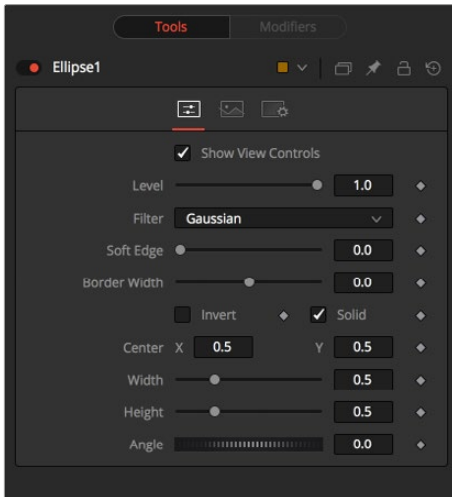 Tools Modifiers
Ellipse1
Show View Controls
Level 1.0
Filter Gaussian
Soft Edge 0.0
Border Width 0.0
Invert Solid
Center X 0.5 Y 0.5
Width 0.5
Height 0.5
Angle 0.0